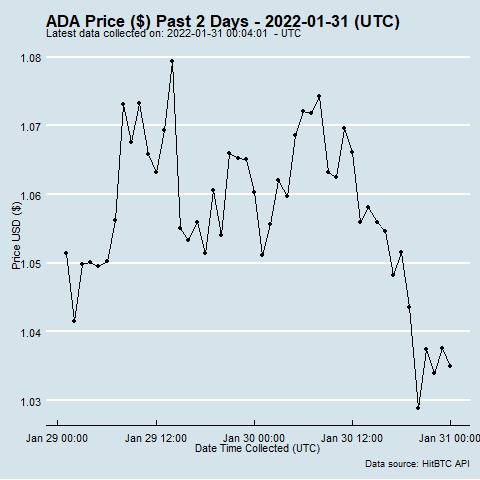 ADA Price ($) Past 2 Days - 2022-01-31 (UTC)
Latest data collected on: 2022-01-31 00:04:01 - UTC
1.08
1.07
1.06
1.05
1.04
1.03
Price USD ($)
Jan 29 00:00 Jan 29 12:00 Jan 30 00:00 Jan 30 12:00 Jan 31 00:00
Date Time Collected (UTC)
Data source: HitBTC API